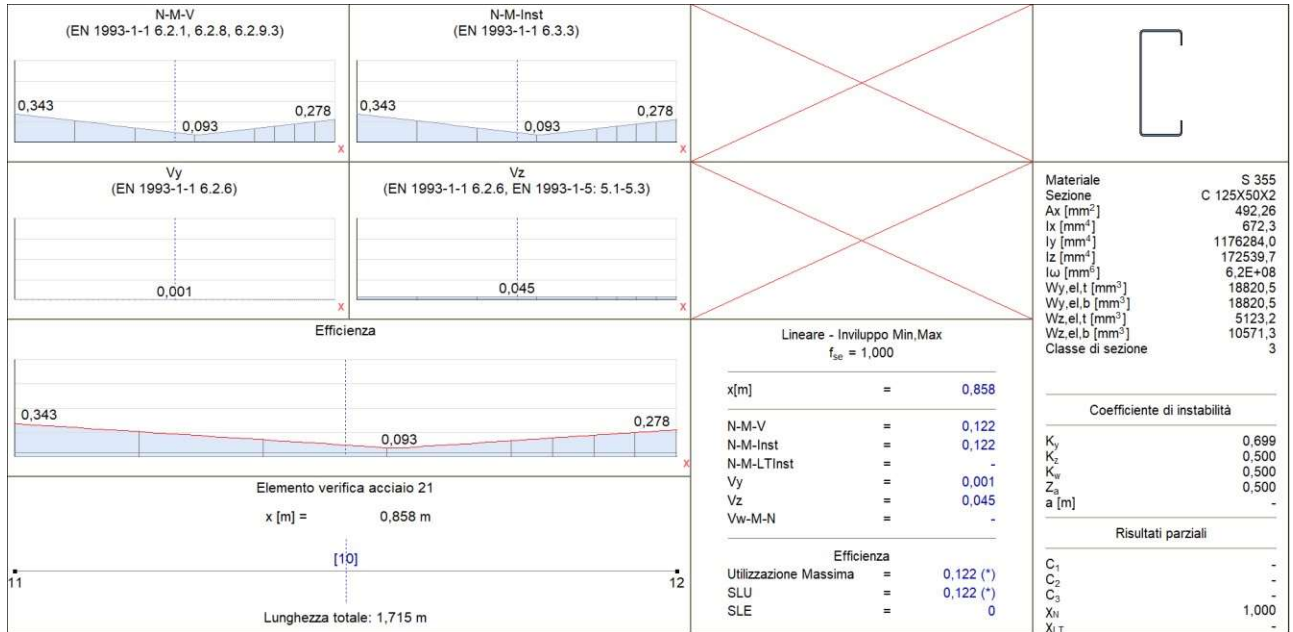 N-M-V
(EN 1993-1-1 6.2.1, 6.2.8, 6.2.9.3)
0,343
0,093
0,278
x
N-M-Inst
(EN 1993-1-1 6.3.3)
0,343
0,093
0,278
x
Vy
(EN 1993-1-1 6.2.6)
0,001
x
Vz
(EN 1993-1-1 6.2.6, EN 1993-1-5: 5.1-5.3)
0,045
x
Efficienza
0,343
0,093
0,278
x
Elemento verifica acciaio 21
x [m] = 0,858 m
[10]
11 12
Lunghezza totale: 1,715 m
Lineare - Inviluppo Min,Max
fse = 1,000
x[m] = 0,858
N-M-V = 0,122
N-M-Inst = 0,122
N-M-LTInst = -
Vy = 0,001
Vz = 0,045
Vw-M-N = -
Efficienza
Utilizzazione Massima = 0,122 (*)
SLU = 0,122 (*)
SLE = 0
Materiale S 355
Sezione C 125X50X2
Ax [mm²] 492,26
Ix [mm⁴] 672,3
Iy [mm⁴] 1176284,0
Iz [mm⁴] 172539,7
Iω [mm⁶] 6,2E+08
Wy,el,t [mm³] 18820,5
Wy,el,b [mm³] 18820,5
Wz,el,t [mm³] 5123,2
Wz,el,b [mm³] 10571,3
Classe di sezione 3
Coefficiente di instabilità
Ky 0,699
Kz 0,500
Kw 0,500
Za 0,500
a [m] -
Risultati parziali
C1 -
C2 -
C3 -
χN 1,000
χLT -